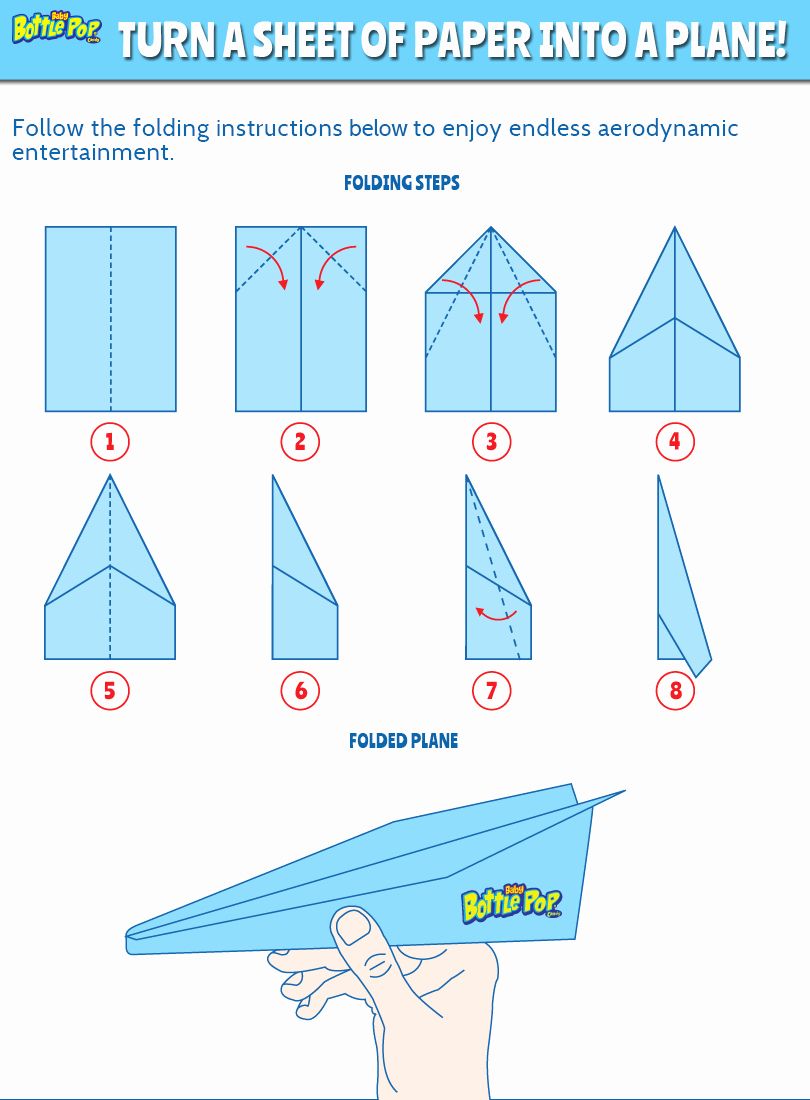 Baby
Bottle Pop
Candy
TURN A SHEET OF PAPER INTO A PLANE!
Follow the folding instructions below to enjoy endless aerodynamic
entertainment.
FOLDING STEPS
1
2
3
4
5
6
7
8
FOLDED PLANE
Baby
Bottle Pop
Candy